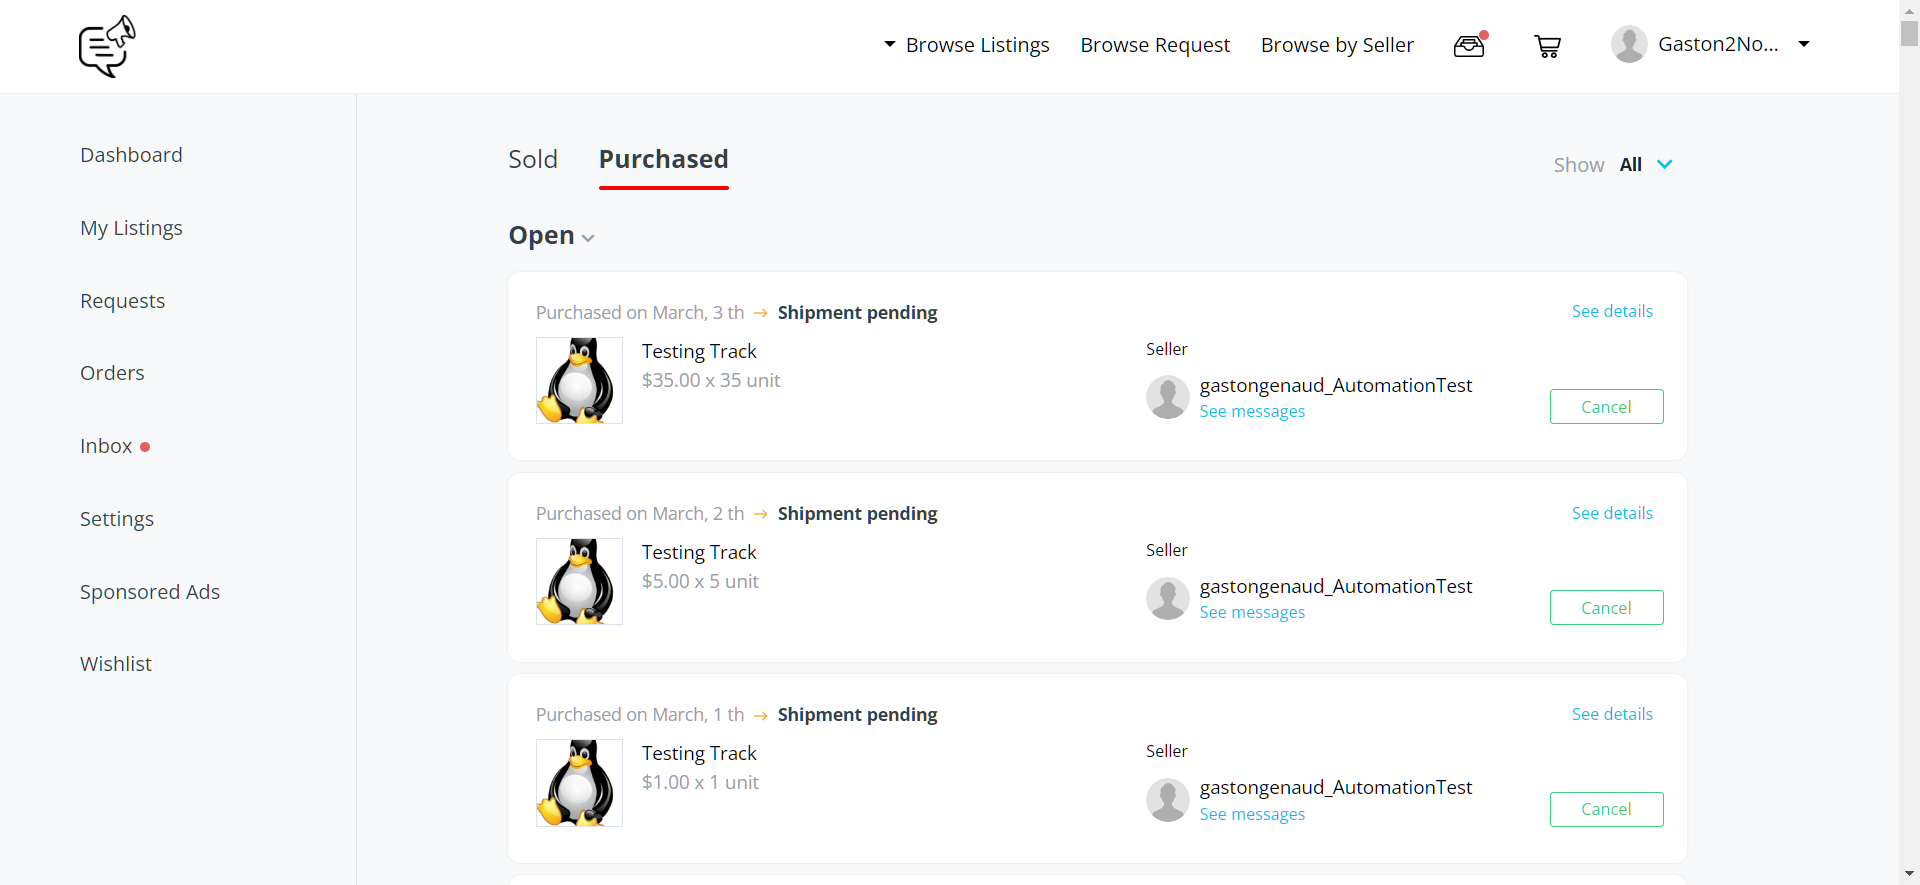 Browse Listings Browse Request Browse by Seller Gaston2No...
Dashboard
My Listings
Requests
Orders
Inbox
Settings
Sponsored Ads
Wishlist
Sold Purchased Show All
Open
Purchased on March, 3 th → Shipment pending See details
Testing Track
$35.00 x 35 unit
Seller
gastongenaud_AutomationTest
See messages
Cancel
Purchased on March, 2 th → Shipment pending See details
Testing Track
$5.00 x 5 unit
Seller
gastongenaud_AutomationTest
See messages
Cancel
Purchased on March, 1 th → Shipment pending See details
Testing Track
$1.00 x 1 unit
Seller
gastongenaud_AutomationTest
See messages
Cancel